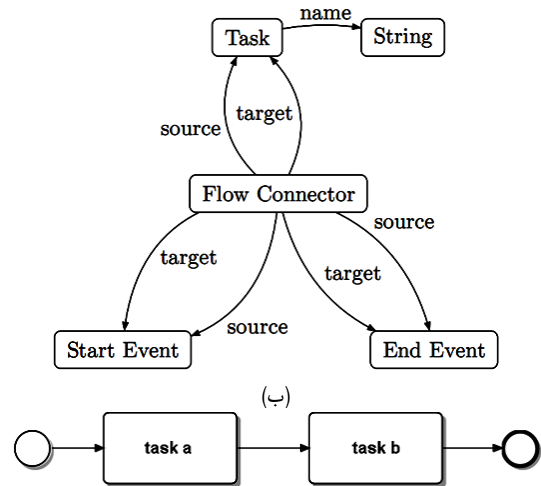 name
Task
String
source
target
Flow Connector
source
target
target
source
Start Event
End Event
(ب)
task a
task b